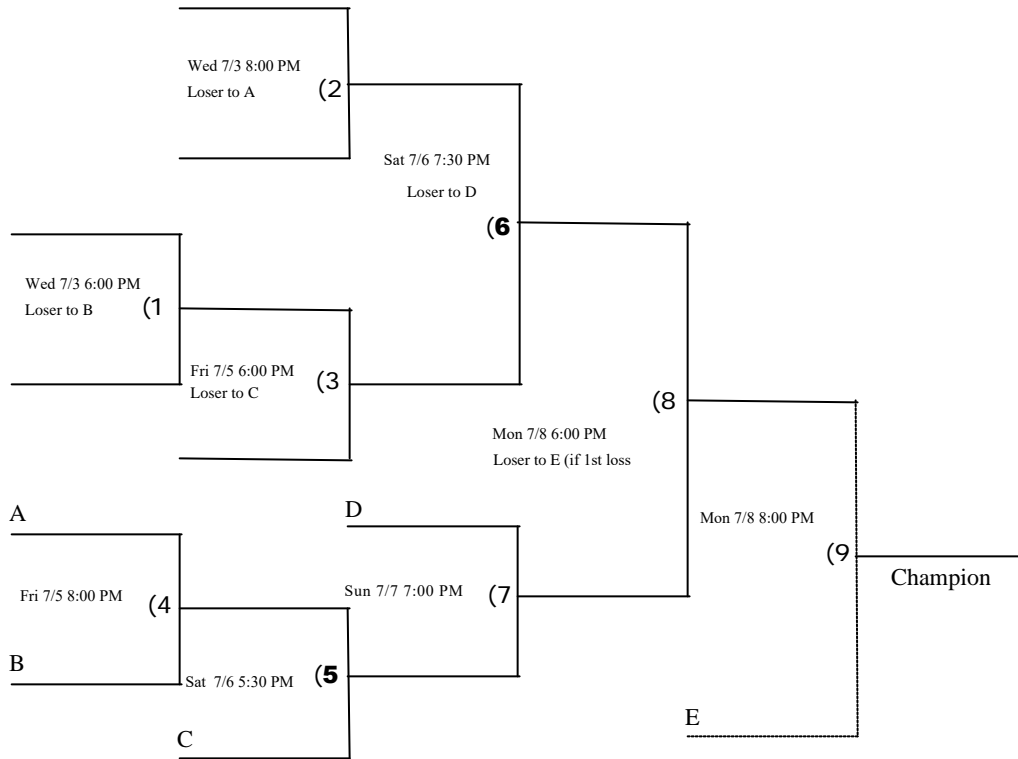 Wed 7/3 8:00 PM
Loser to A
(2
Sat 7/6 7:30 PM
Loser to D
(6
Wed 7/3 6:00 PM
Loser to B
(1
Fri 7/5 6:00 PM
Loser to C
(3
(8
Mon 7/8 6:00 PM
Loser to E (if 1st loss
A
D
Mon 7/8 8:00 PM
(9
Champion
Fri 7/5 8:00 PM
(4
Sun 7/7 7:00 PM
(7
B
Sat 7/6 5:30 PM
(5
C
E